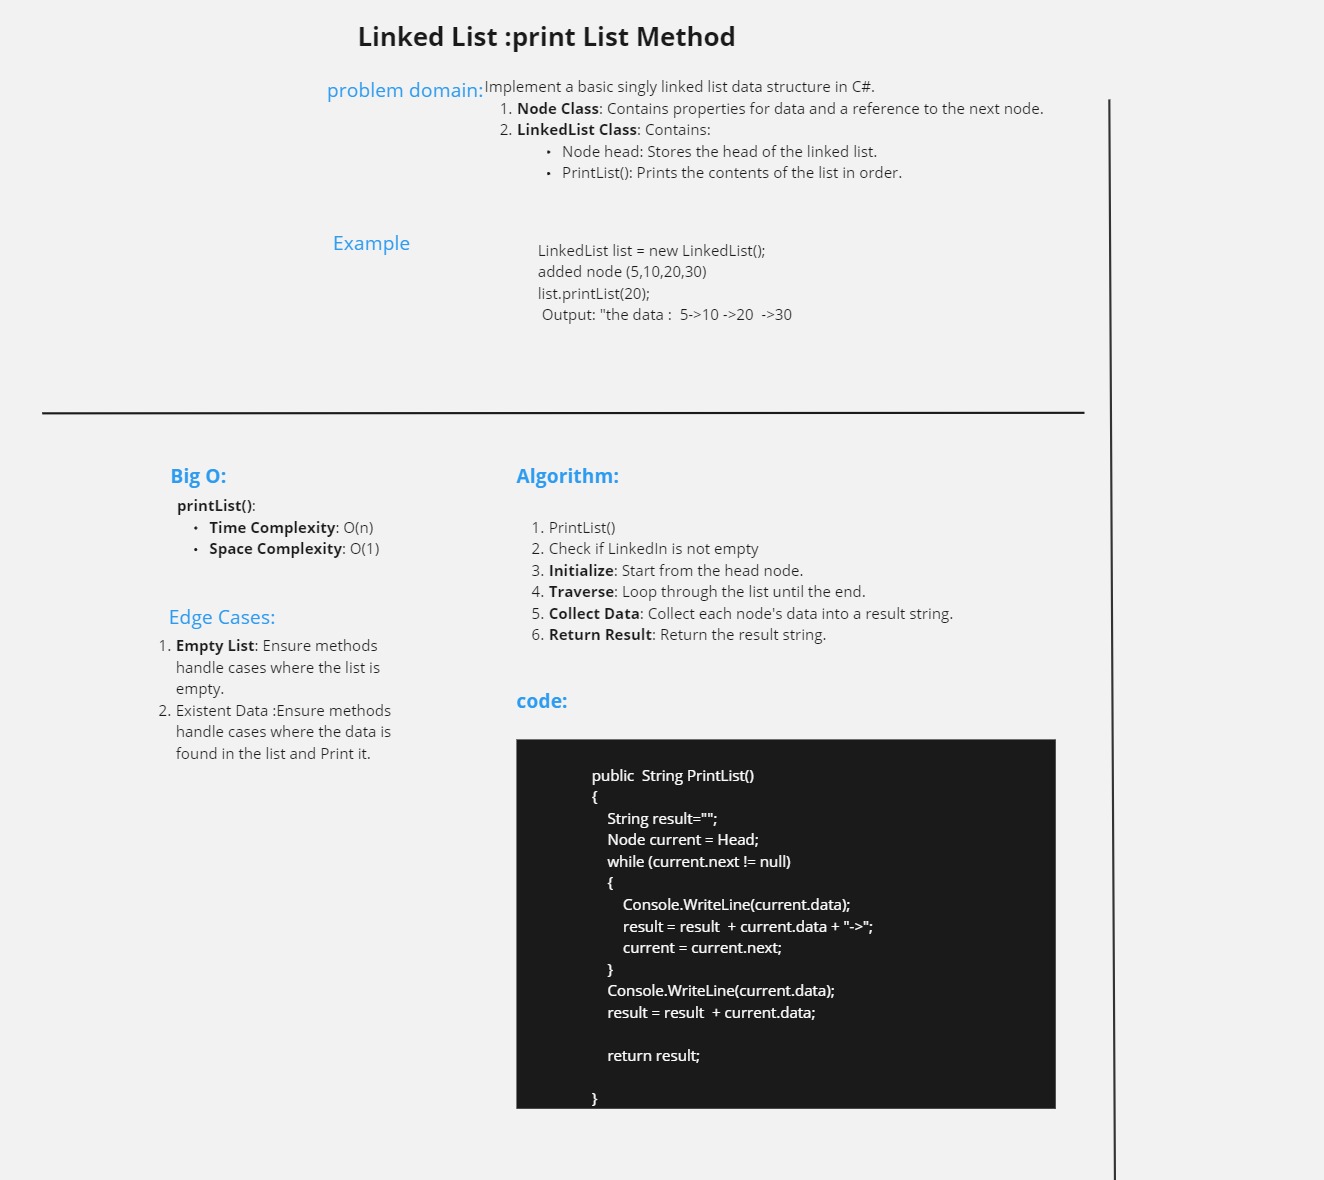 Linked List :print List Method
problem domain:
Implement a basic singly linked list data structure in C#.
1. Node Class: Contains properties for data and a reference to the next node.
2. LinkedList Class: Contains:
• Node head: Stores the head of the linked list.
• PrintList(): Prints the contents of the list in order.
Example
LinkedList list = new LinkedList();
added node (5,10,20,30)
list.printList(20);
Output: "the data :  5->10 ->20  ->30
Big O:
printList():
• Time Complexity: O(n)
• Space Complexity: O(1)
Edge Cases:
1. Empty List: Ensure methods
handle cases where the list is
empty.
2. Existent Data :Ensure methods
handle cases where the data is
found in the list and Print it.
Algorithm:
1. PrintList()
2. Check if LinkedIn is not empty
3. Initialize: Start from the head node.
4. Traverse: Loop through the list until the end.
5. Collect Data: Collect each node's data into a result string.
6. Return Result: Return the result string.
code:
public  String PrintList()
{
String result="";
Node current = Head;
while (current.next != null)
{
Console.WriteLine(current.data);
result = result  + current.data + "->";
current = current.next;
}
Console.WriteLine(current.data);
result = result  + current.data;
return result;
}